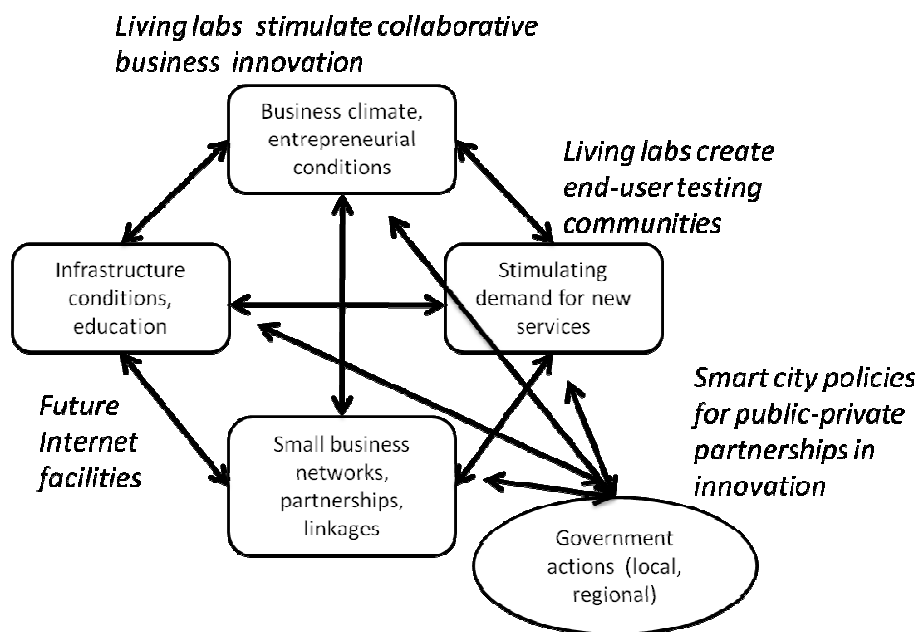 Living labs stimulate collaborative
business innovation
Business climate,
entrepreneurial
conditions
Living labs create
end-user testing
communities
Infrastructure
conditions,
education
Stimulating
demand for new
services
Future
Internet
facilities
Small business
networks,
partnerships,
linkages
Smart city policies
for public-private
partnerships in
innovation
Government
actions (local,
regional)